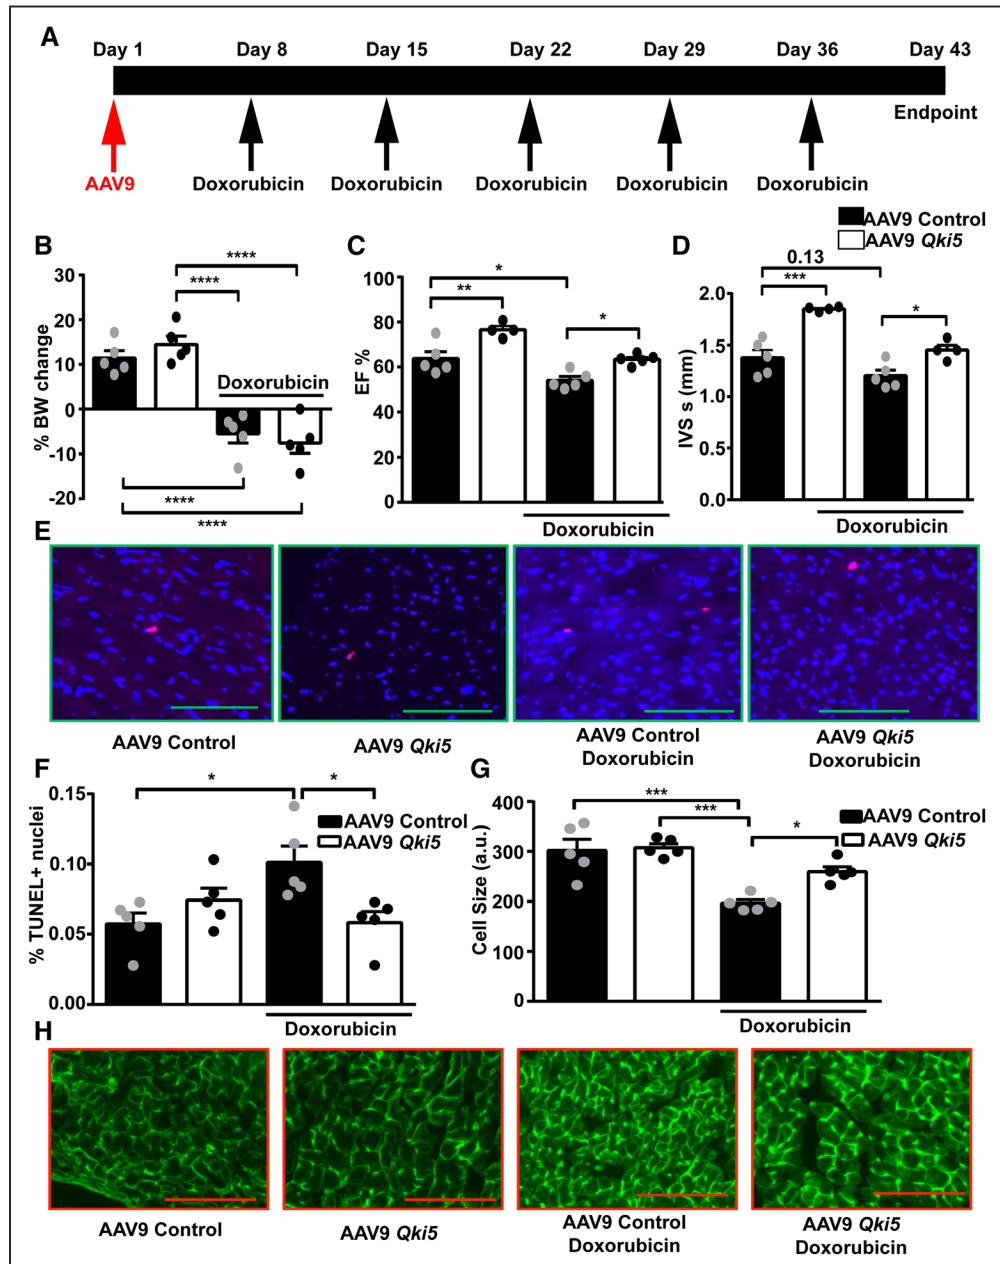 A
Day 1 Day 8 Day 15 Day 22 Day 29 Day 36 Day 43
Endpoint
AAV9 Doxorubicin Doxorubicin Doxorubicin Doxorubicin Doxorubicin
AAV9 Control
AAV9 Qki5
B
% BW change
30
20
10
0
-10
-20
****
****
Doxorubicin
****
****
C
EF %
100
80
60
40
20
0
*
**
*
Doxorubicin
D
IVS s (mm)
2.0
1.5
1.0
0.5
0.0
0.13
***
*
Doxorubicin
E
AAV9 Control
AAV9 Qki5
AAV9 Control
Doxorubicin
AAV9 Qki5
Doxorubicin
F
% TUNEL+ nuclei
0.15
0.10
0.05
0.00
*
*
AAV9 Control
AAV9 Qki5
Doxorubicin
G
Cell Size (a.u.)
400
300
200
100
0
***
***
*
AAV9 Control
AAV9 Qki5
Doxorubicin
H
AAV9 Control
AAV9 Qki5
AAV9 Control
Doxorubicin
AAV9 Qki5
Doxorubicin